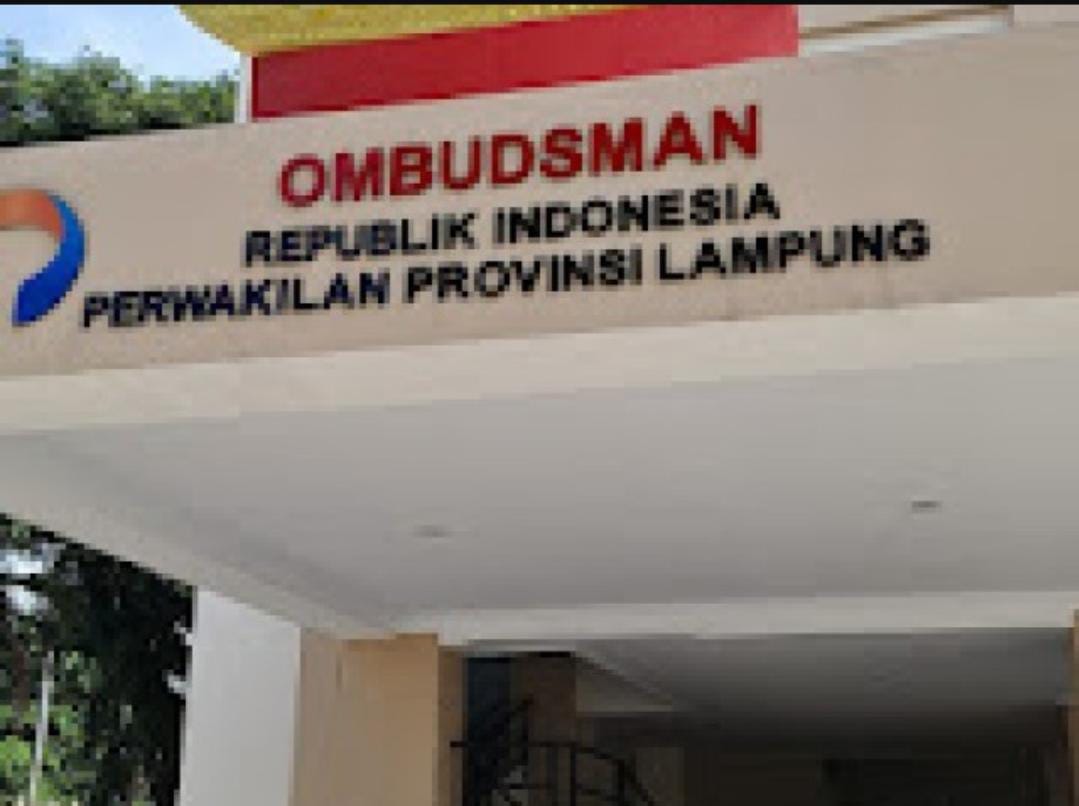 OMBUDSMAN
REPUBLIK INDONESIA
PERWAKILAN PROVINSI LAMPUNG